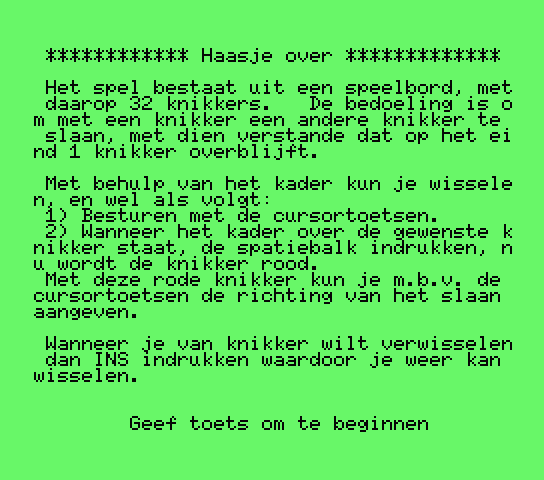 ************ Haasje over *************
Het spel bestaat uit een speelbord, met
daarop 32 knikkers.   De bedoeling is o
m met een knikker een andere knikker te
slaan, met dien verstande dat op het ei
nd 1 knikker overblijft.
Met behulp van het kader kun je wissele
n, en wel als volgt:
1) Besturen met de cursortoetsen.
2) Wanneer het kader over de gewenste k
nikker staat, de spatiebalk indrukken, n
u wordt de knikker rood.
Met deze rode knikker kun je m.b.v. de
cursortoetsen de richting van het slaan
aangeven.
Wanneer je van knikker wilt verwisselen
dan INS indrukken waardoor je weer kan
wisselen.
Geef toets om te beginnen